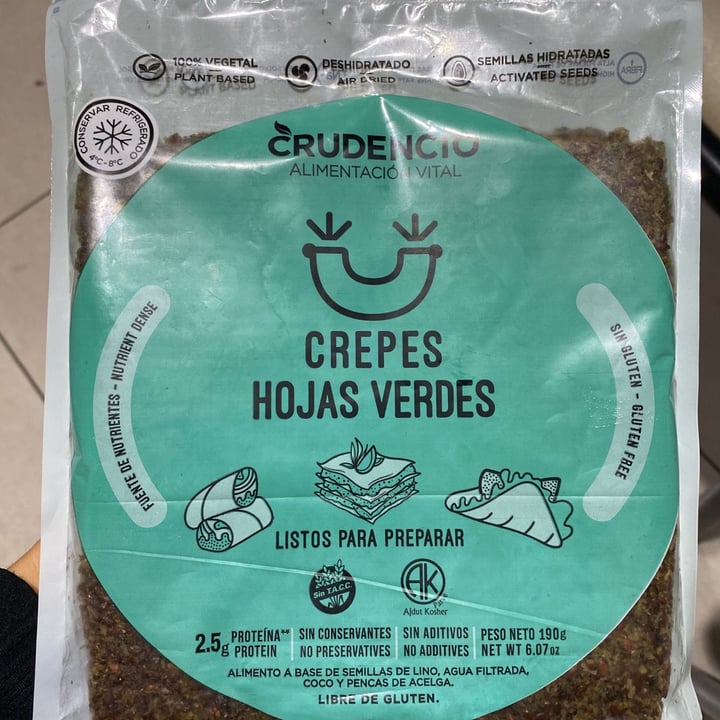 100% VEGETAL
PLANT BASED
DESHIDRATADO
AIR DRIED
SEMILLAS HIDRATADAS
ACTIVATED SEEDS
CONSERVAR REFRIGERADO
4°C-8°C
CRUDENCIO
ALIMENTACIÓN VITAL
CREPES
HOJAS VERDES
FUENTE DE NUTRIENTES - NUTRIENT DENSE
SIN GLUTEN - GLUTEN FREE
LISTOS PARA PREPARAR
Sin T.A.C.C.
AK
Parve
Ajdut Kosher
2.5g PROTEÍNA**
PROTEIN
SIN CONSERVANTES
NO PRESERVATIVES
SIN ADITIVOS
NO ADDITIVES
PESO NETO 190g
NET WT 6.07oz
ALIMENTO A BASE DE SEMILLAS DE LINO, AGUA FILTRADA,
COCO Y PENCAS DE ACELGA.
LIBRE DE GLUTEN.